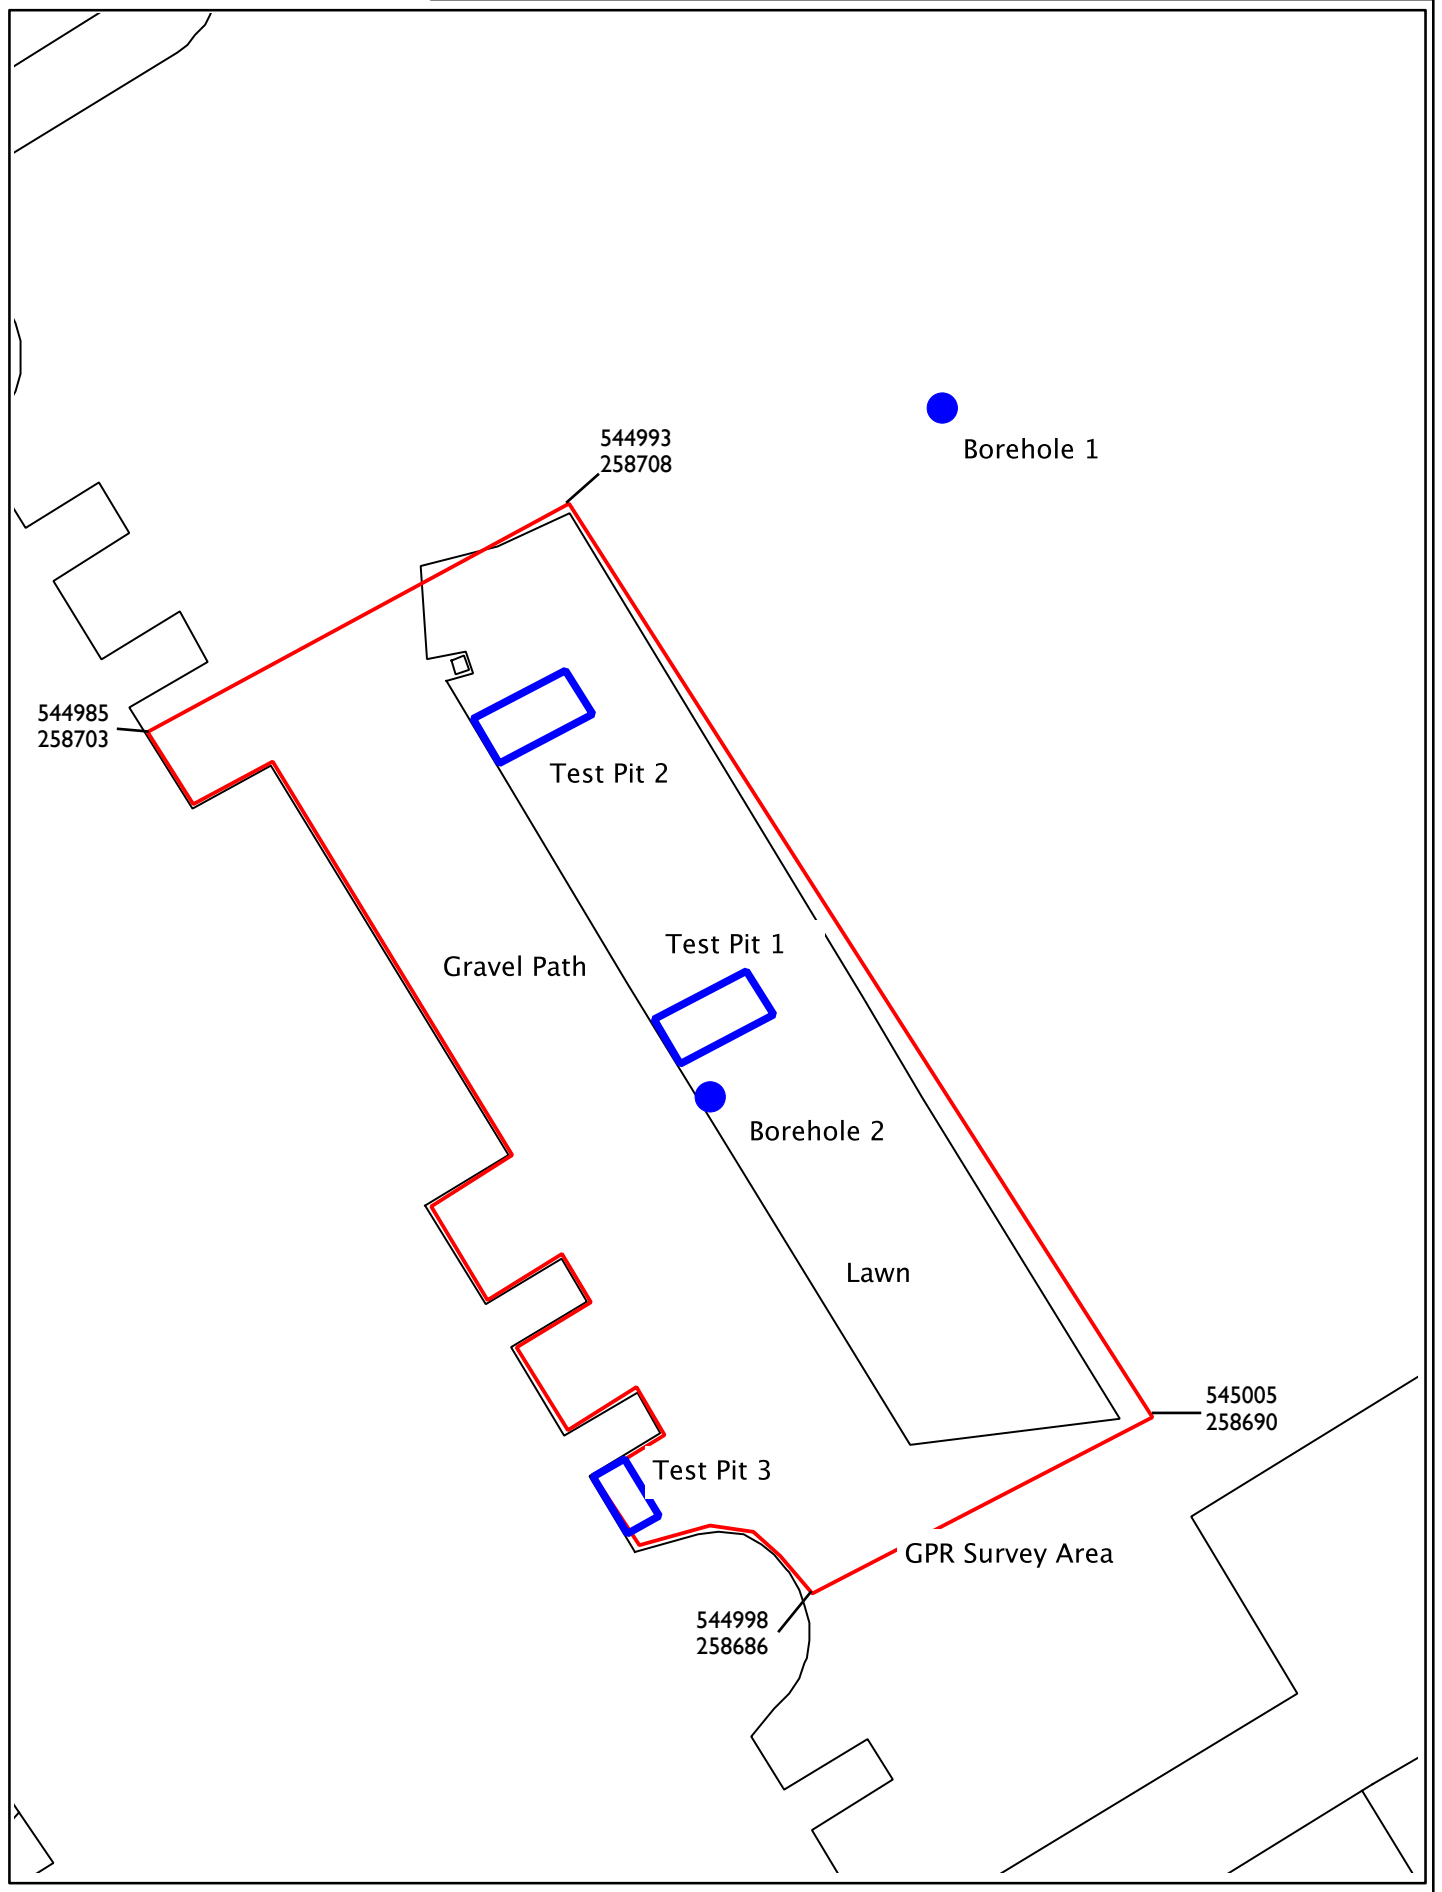 544993
258708
Borehole 1
544985
258703
Test Pit 2
Test Pit 1
Gravel Path
Borehole 2
Lawn
545005
258690
Test Pit 3
GPR Survey Area
544998
258686